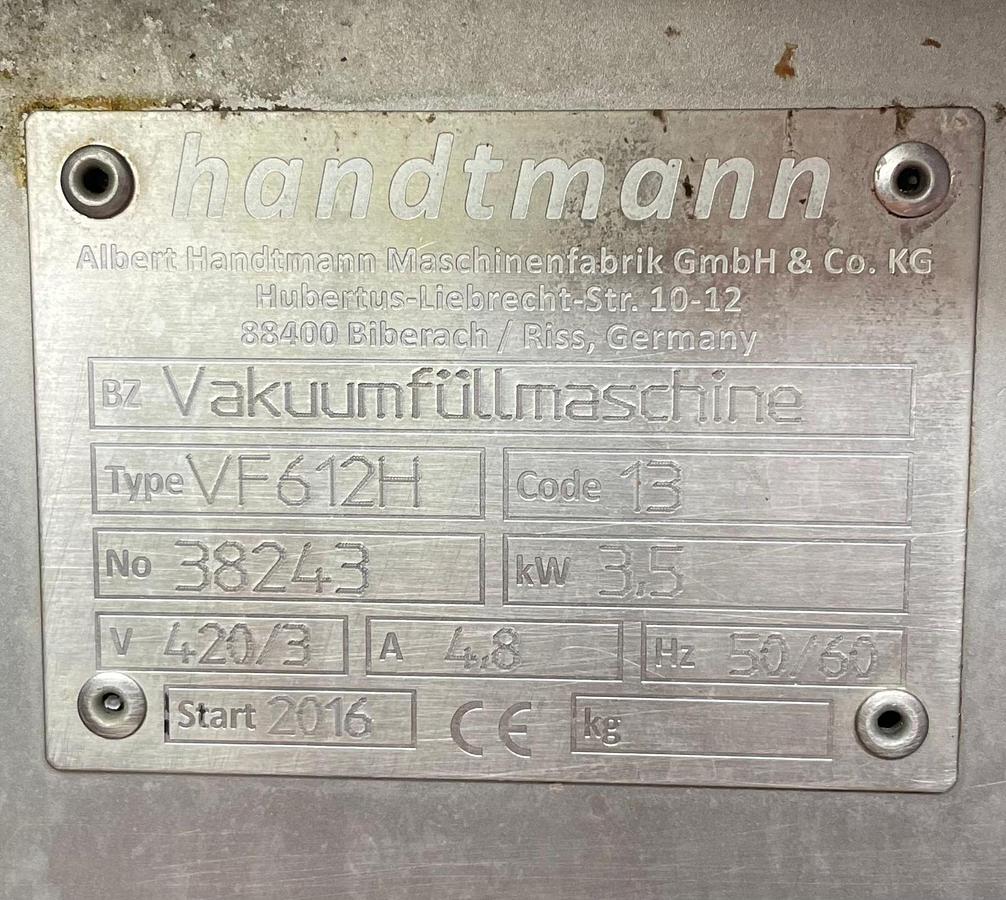 handtmann
Albert Handtmann Maschinenfabrik GmbH & Co. KG
Hubertus-Liebrecht-Str. 10-12
88400 Biberach / Riss, Germany
BZ Vakuumfüllmaschine
Type VF612H Code 13
No 38243 kW 3,5
V 420/3 A 4,8 Hz 50/60
Start 2016 CE kg